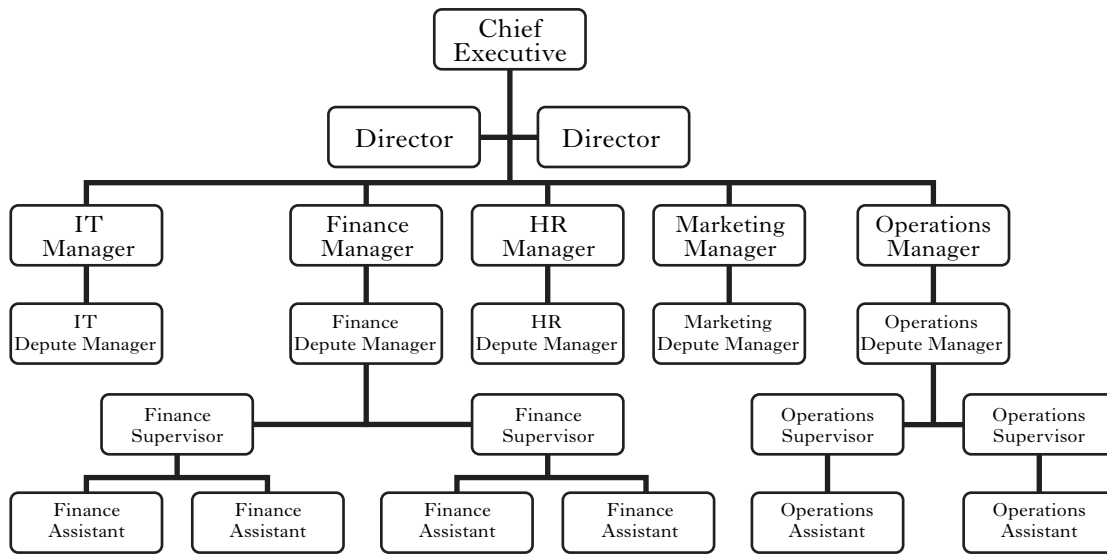 Chief
Executive
Director
Director
IT
Manager
Finance
Manager
HR
Manager
Marketing
Manager
Operations
Manager
IT
Depute Manager
Finance
Depute Manager
HR
Depute Manager
Marketing
Depute Manager
Operations
Depute Manager
Finance
Supervisor
Finance
Supervisor
Operations
Supervisor
Operations
Supervisor
Finance
Assistant
Finance
Assistant
Finance
Assistant
Finance
Assistant
Operations
Assistant
Operations
Assistant